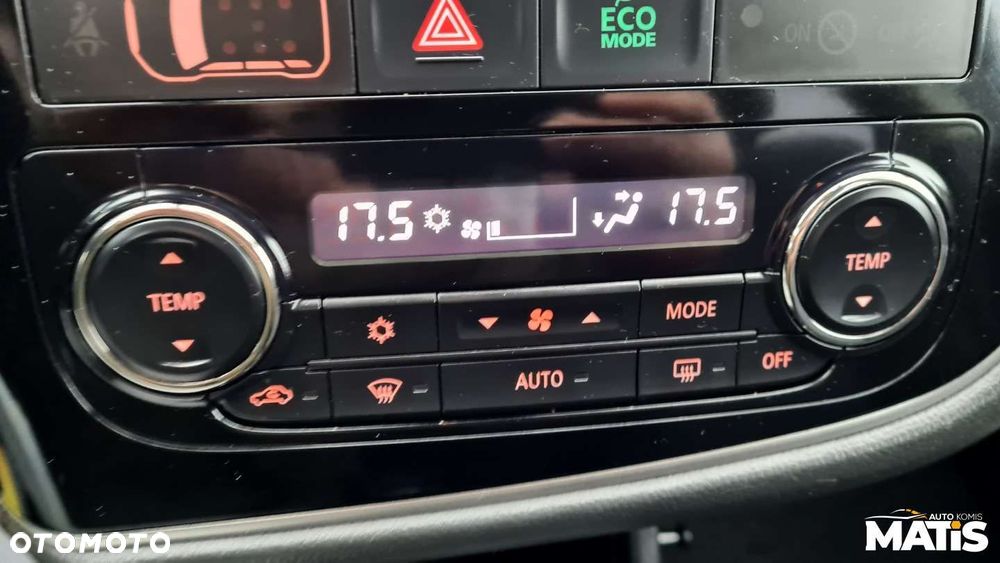 ECO
MODE
ON
17.5
17.5
TEMP
TEMP
MODE
AUTO
OFF
OTOMOTO
AUTO KOMIS
MATIS